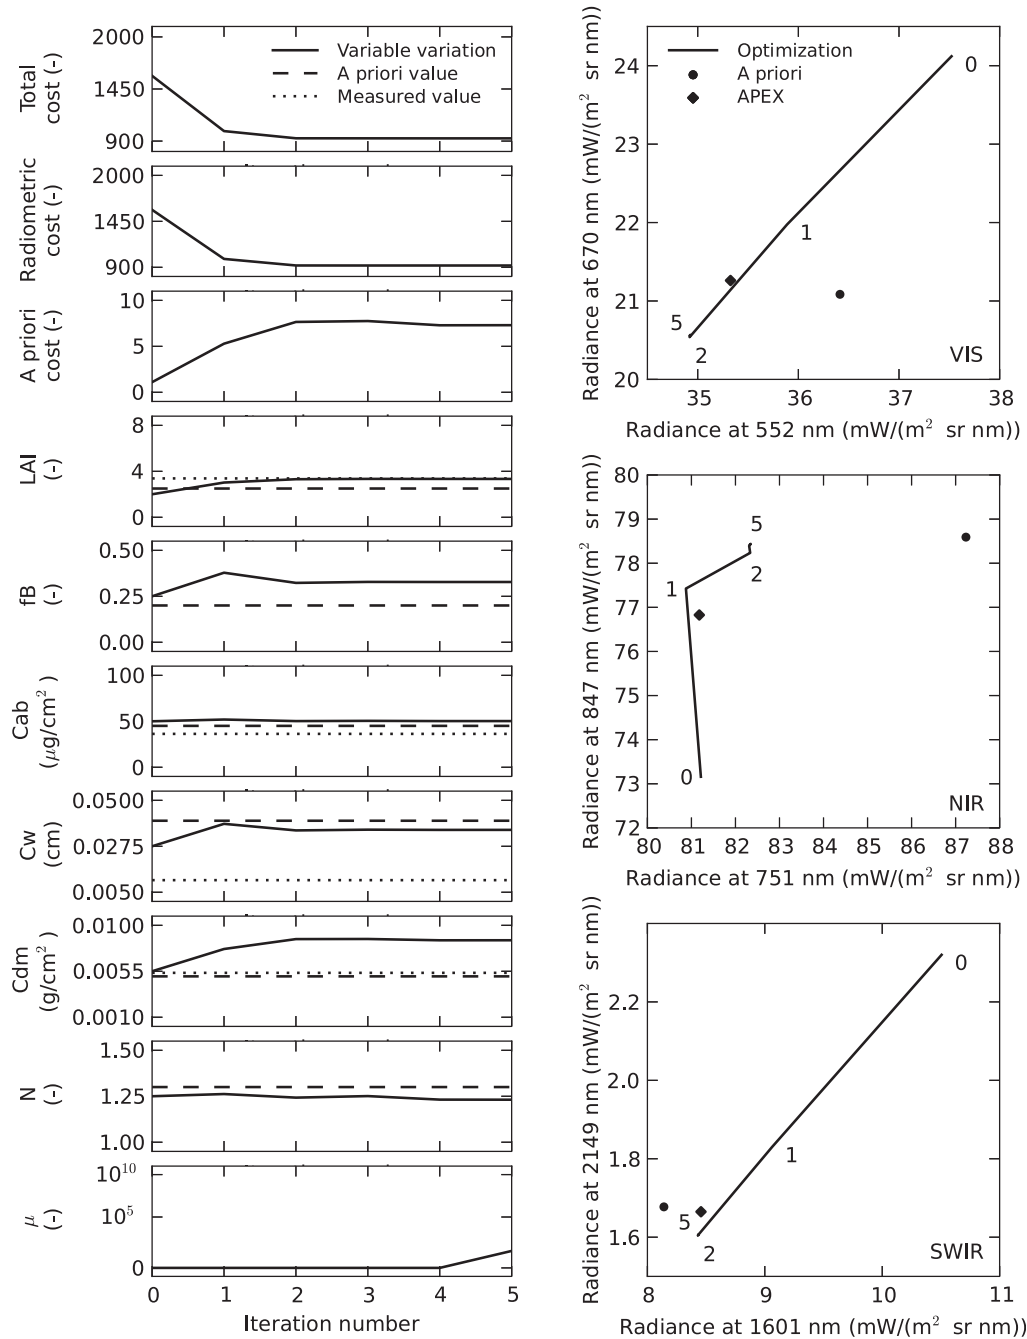 Total
cost (-)
2000
1450
900
Variable variation
A priori value
Measured value
Radiometric
cost (-)
2000
1450
900
A priori
cost (-)
10
5
0
LAI
(-)
8
4
0
fB
(-)
0.50
0.25
0.00
Cab
(μg/cm²)
100
50
0
Cw
(cm)
0.0500
0.0275
0.0050
Cdm
(g/cm²)
0.0100
0.0055
0.0010
N
(-)
1.50
1.25
1.00
μ
(-)
10¹⁰
10⁵
0
0 1 2 3 4 5
Iteration number
Radiance at 670 nm (mW/(m² sr nm))
24
23
22
21
20
Optimization
A priori
APEX
0
1
5
2
VIS
35 36 37 38
Radiance at 552 nm (mW/(m² sr nm))
Radiance at 847 nm (mW/(m² sr nm))
80
79
78
77
76
75
74
73
72
5
2
1
0
NIR
80 81 82 83 84 85 86 87 88
Radiance at 751 nm (mW/(m² sr nm))
Radiance at 2149 nm (mW/(m² sr nm))
2.2
2.0
1.8
1.6
0
1
5
2
SWIR
8 9 10 11
Radiance at 1601 nm (mW/(m² sr nm))